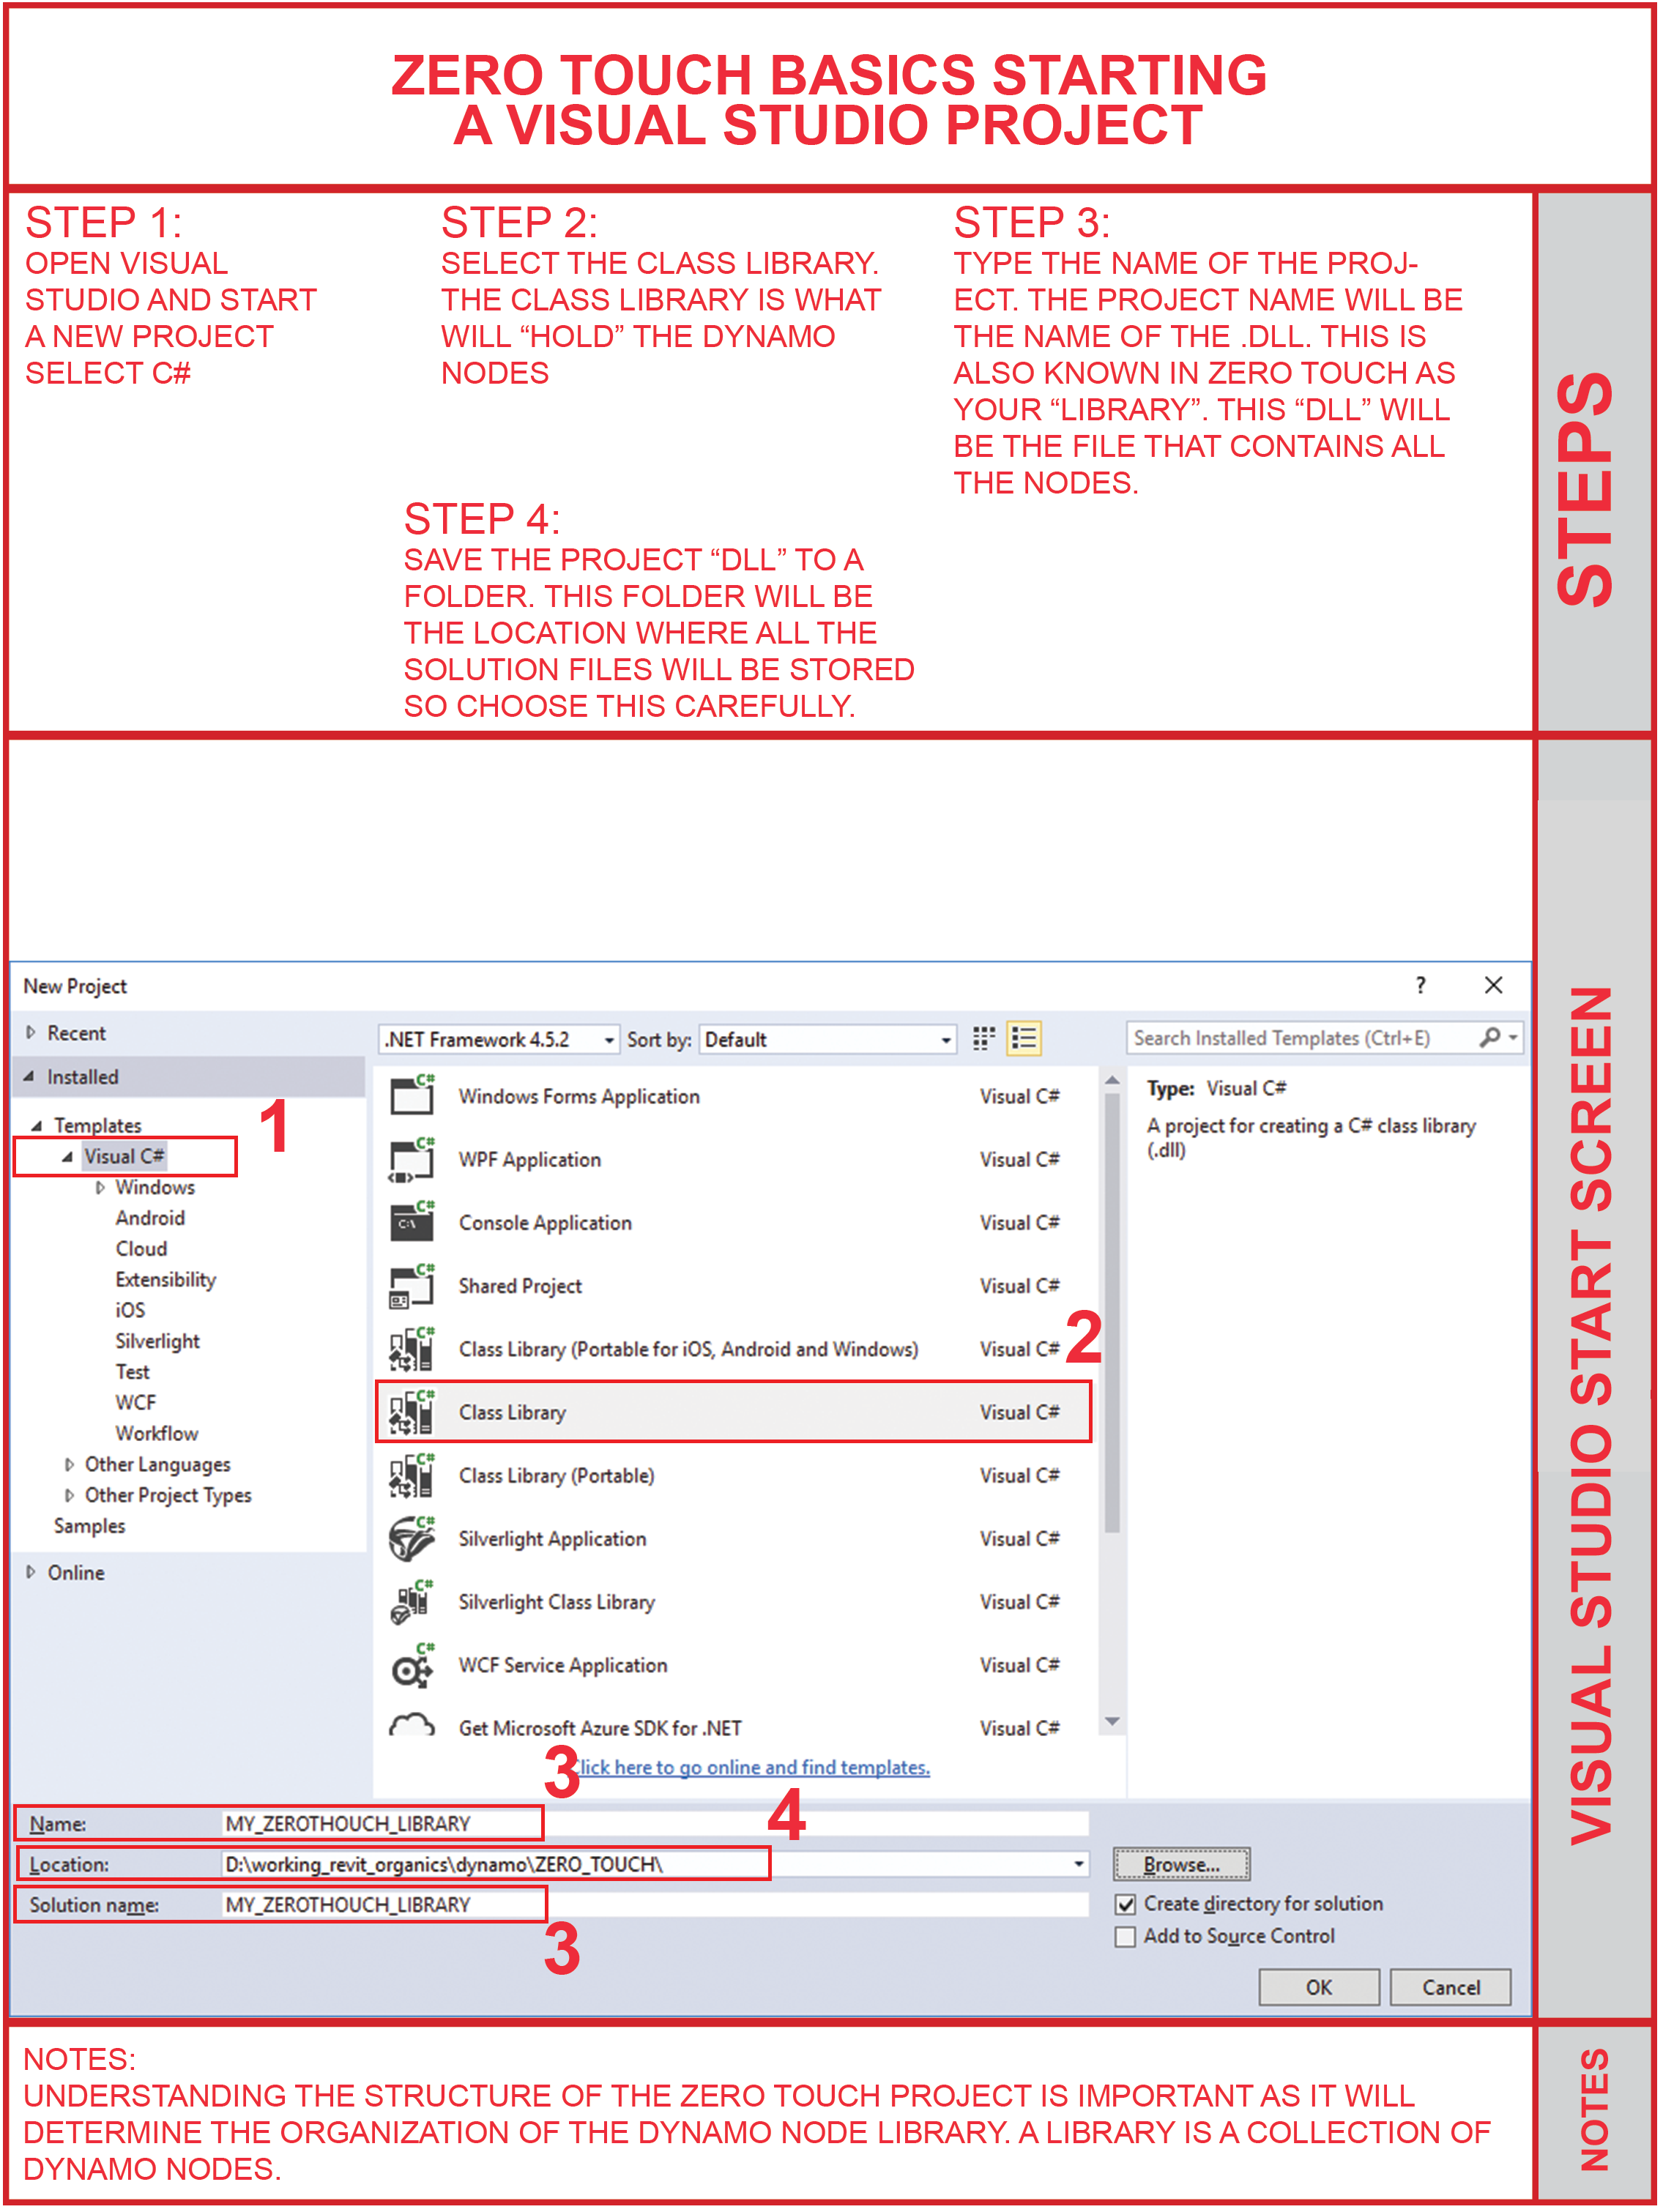 ZERO TOUCH BASICS STARTING
A VISUAL STUDIO PROJECT
STEP 1:
OPEN VISUAL
STUDIO AND START
A NEW PROJECT
SELECT C#
STEP 2:
SELECT THE CLASS LIBRARY.
THE CLASS LIBRARY IS WHAT
WILL “HOLD” THE DYNAMO
NODES
STEP 3:
TYPE THE NAME OF THE PROJ-
ECT. THE PROJECT NAME WILL BE
THE NAME OF THE .DLL. THIS IS
ALSO KNOWN IN ZERO TOUCH AS
YOUR “LIBRARY”. THIS “DLL” WILL
BE THE FILE THAT CONTAINS ALL
THE NODES.
STEP 4:
SAVE THE PROJECT “DLL” TO A
FOLDER. THIS FOLDER WILL BE
THE LOCATION WHERE ALL THE
SOLUTION FILES WILL BE STORED
SO CHOOSE THIS CAREFULLY.
STEPS
New Project
?
Recent
Installed
1
Templates
Visual C#
Windows
Android
Cloud
Extensibility
iOS
Silverlight
Test
WCF
Workflow
Other Languages
Other Project Types
Samples
Online
.NET Framework 4.5.2
Sort by: Default
Search Installed Templates (Ctrl+E)
C# Windows Forms Application Visual C#
C# WPF Application Visual C#
C# C:\ Console Application Visual C#
C# Shared Project Visual C#
C# Class Library (Portable for iOS, Android and Windows) Visual C#
2
C# Class Library Visual C#
C# Class Library (Portable) Visual C#
C# Silverlight Application Visual C#
C# Silverlight Class Library Visual C#
C# WCF Service Application Visual C#
Get Microsoft Azure SDK for .NET Visual C#
3
lick here to go online and find templates.
Type: Visual C#
A project for creating a C# class library
(.dll)
Name: MY_ZEROTHOUCH_LIBRARY
4
Location: D:\working_revit_organics\dynamo\ZERO_TOUCH\
Browse...
Solution name: MY_ZEROTHOUCH_LIBRARY
3
Create directory for solution
Add to Source Control
OK
Cancel
VISUAL STUDIO START SCREEN
NOTES:
UNDERSTANDING THE STRUCTURE OF THE ZERO TOUCH PROJECT IS IMPORTANT AS IT WILL
DETERMINE THE ORGANIZATION OF THE DYNAMO NODE LIBRARY. A LIBRARY IS A COLLECTION OF
DYNAMO NODES.
NOTES